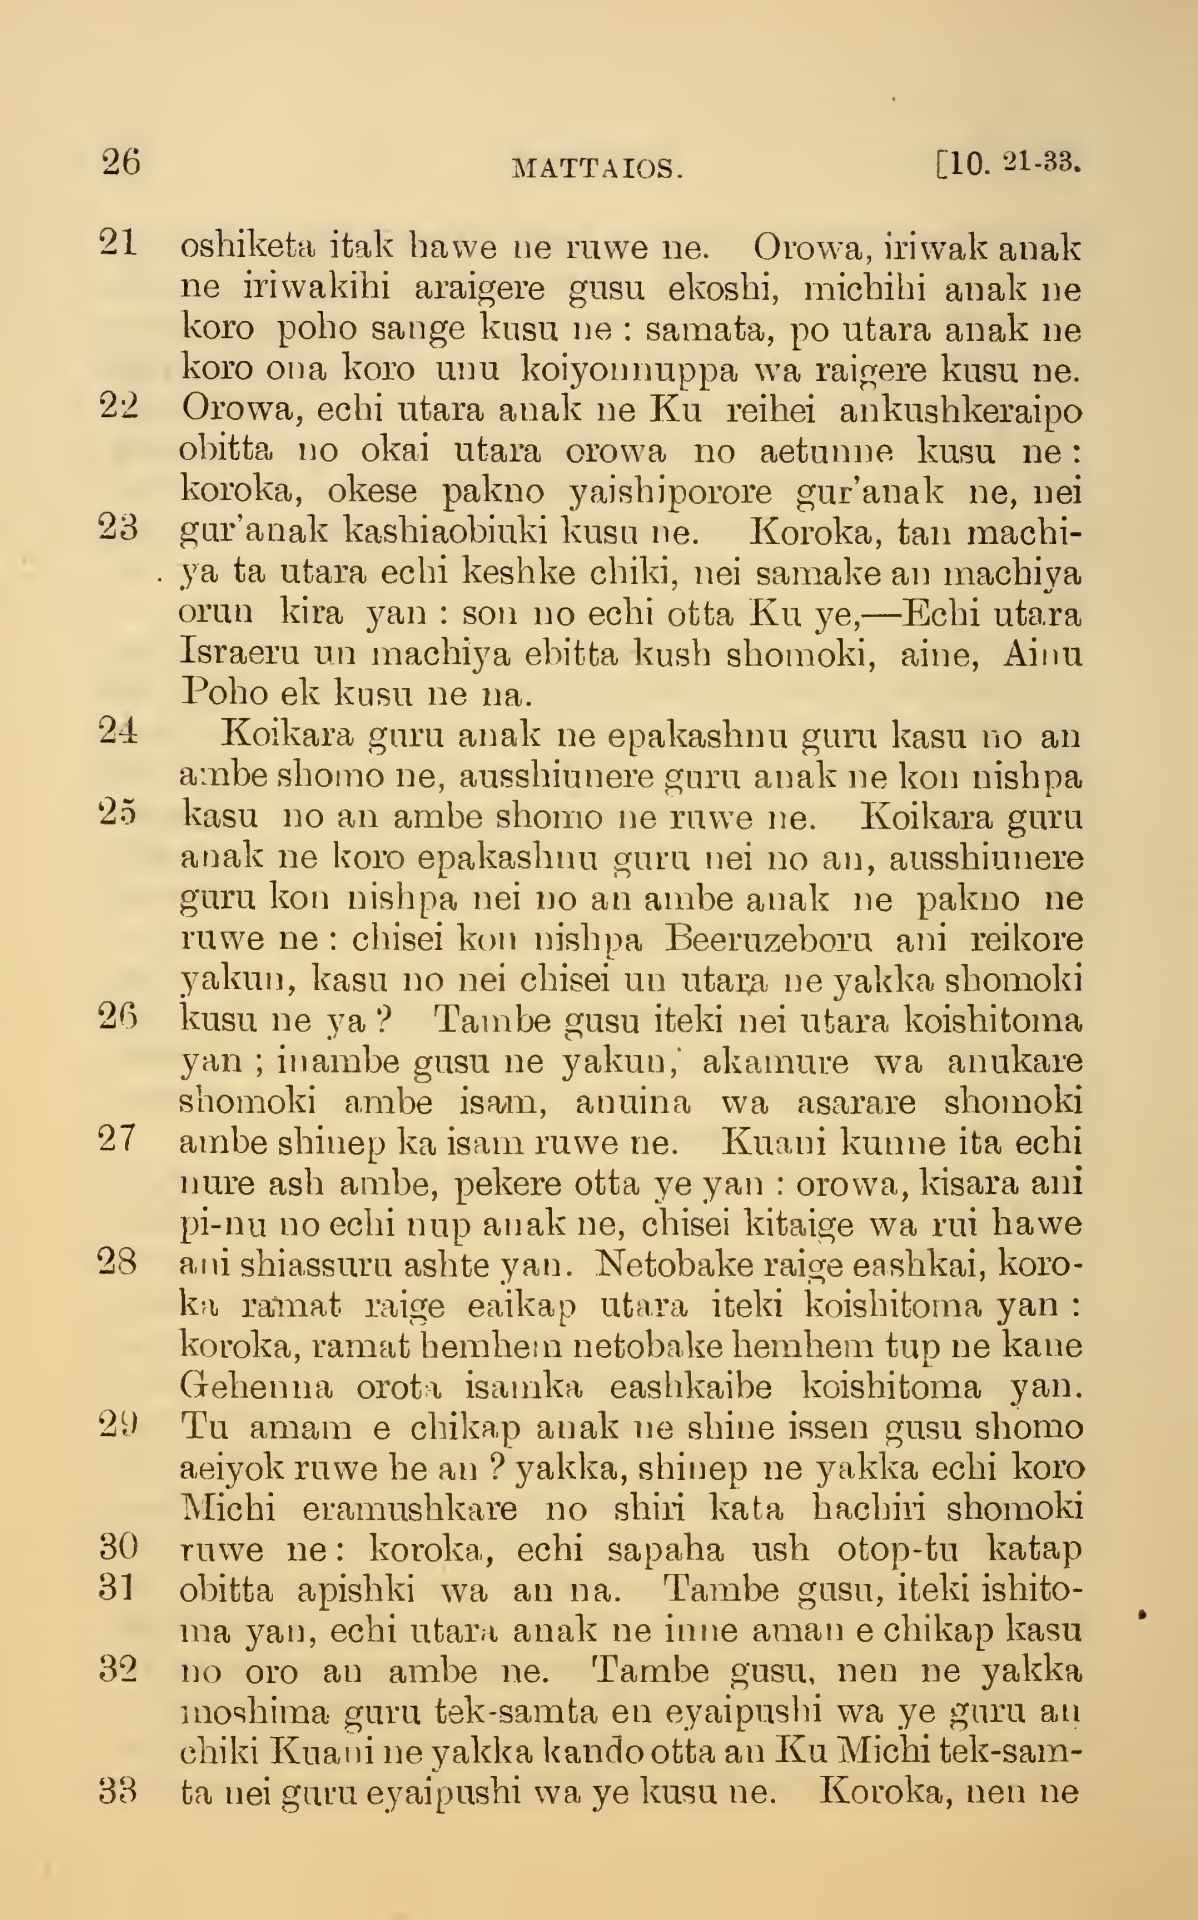 26 MATTAIOS. [10. 21-33.
21 oshiketa itak hawe ne ruwe ne. Orowa, iriwak anak
ne iriwakihi araigere gusu ekoshi, michihi anak ne
koro poho sange kusu ne : samata, po utara anak ne
koro ona koro unu koiyonnuppa wa raigere kusu ne.
22 Orowa, echi utara anak ne Ku reihei ankushkeraipo
obitta no okai utara orowa no aetunne kusu ne :
koroka, okese pakno yaishiporore gur'anak ne, nei
23 gur'anak kashiaobiuki kusu ne. Koroka, tan machi-
ya ta utara echi keshke chiki, nei samake an machiya
orun kira yan : son no echi otta Ku ye,—Echi utara
Israeru un machiya ebitta kush shomoki, aine, Ainu
Poho ek kusu ne na.
24 Koikara guru anak ne epakashnu guru kasu no an
ambe shomo ne, ausshiunere guru anak ne kon nishpa
25 kasu no an ambe shomo ne ruwe ne. Koikara guru
anak ne koro epakashnu guru nei no an, ausshiunere
guru kon nishpa nei no an ambe anak ne pakno ne
ruwe ne : chisei kon nishpa Beeruzeboru ani reikore
yakun, kasu no nei chisei un utara ne yakka shomoki
26 kusu ne ya ? Tambe gusu iteki nei utara koishitoma
yan ; inambe gusu ne yakun, akamure wa anukare
shomoki ambe isam, anuina wa asarare shomoki
27 ambe shinep ka isam ruwe ne. Kuani kunne ita echi
nure ash ambe, pekere otta ye yan : orowa, kisara ani
pi-nu no echi nup anak ne, chisei kitaige wa rui hawe
28 ani shiassuru ashte yan. Netobake raige eashkai, koro-
ka ramat raige eaikap utara iteki koishitoma yan :
koroka, ramat hemhem netobake hemhem tup ne kane
Gehenna orota isamka eashkaibe koishitoma yan.
29 Tu amam e chikap anak ne shine issen gusu shomo
aeiyok ruwe he an ? yakka, shinep ne yakka echi koro
Michi eramushkare no shiri kata hachiri shomoki
30 ruwe ne : koroka, echi sapaha ush otop-tu katap
31 obitta apishki wa an na. Tambe gusu, iteki ishito-
ma yan, echi utara anak ne inne aman e chikap kasu
32 no oro an ambe ne. Tambe gusu, nen ne yakka
moshima guru tek-samta en eyaipushi wa ye guru an
chiki Kuani ne yakka kando otta an Ku Michi tek-sam-
33 ta nei guru eyaipushi wa ye kusu ne. Koroka, nen ne